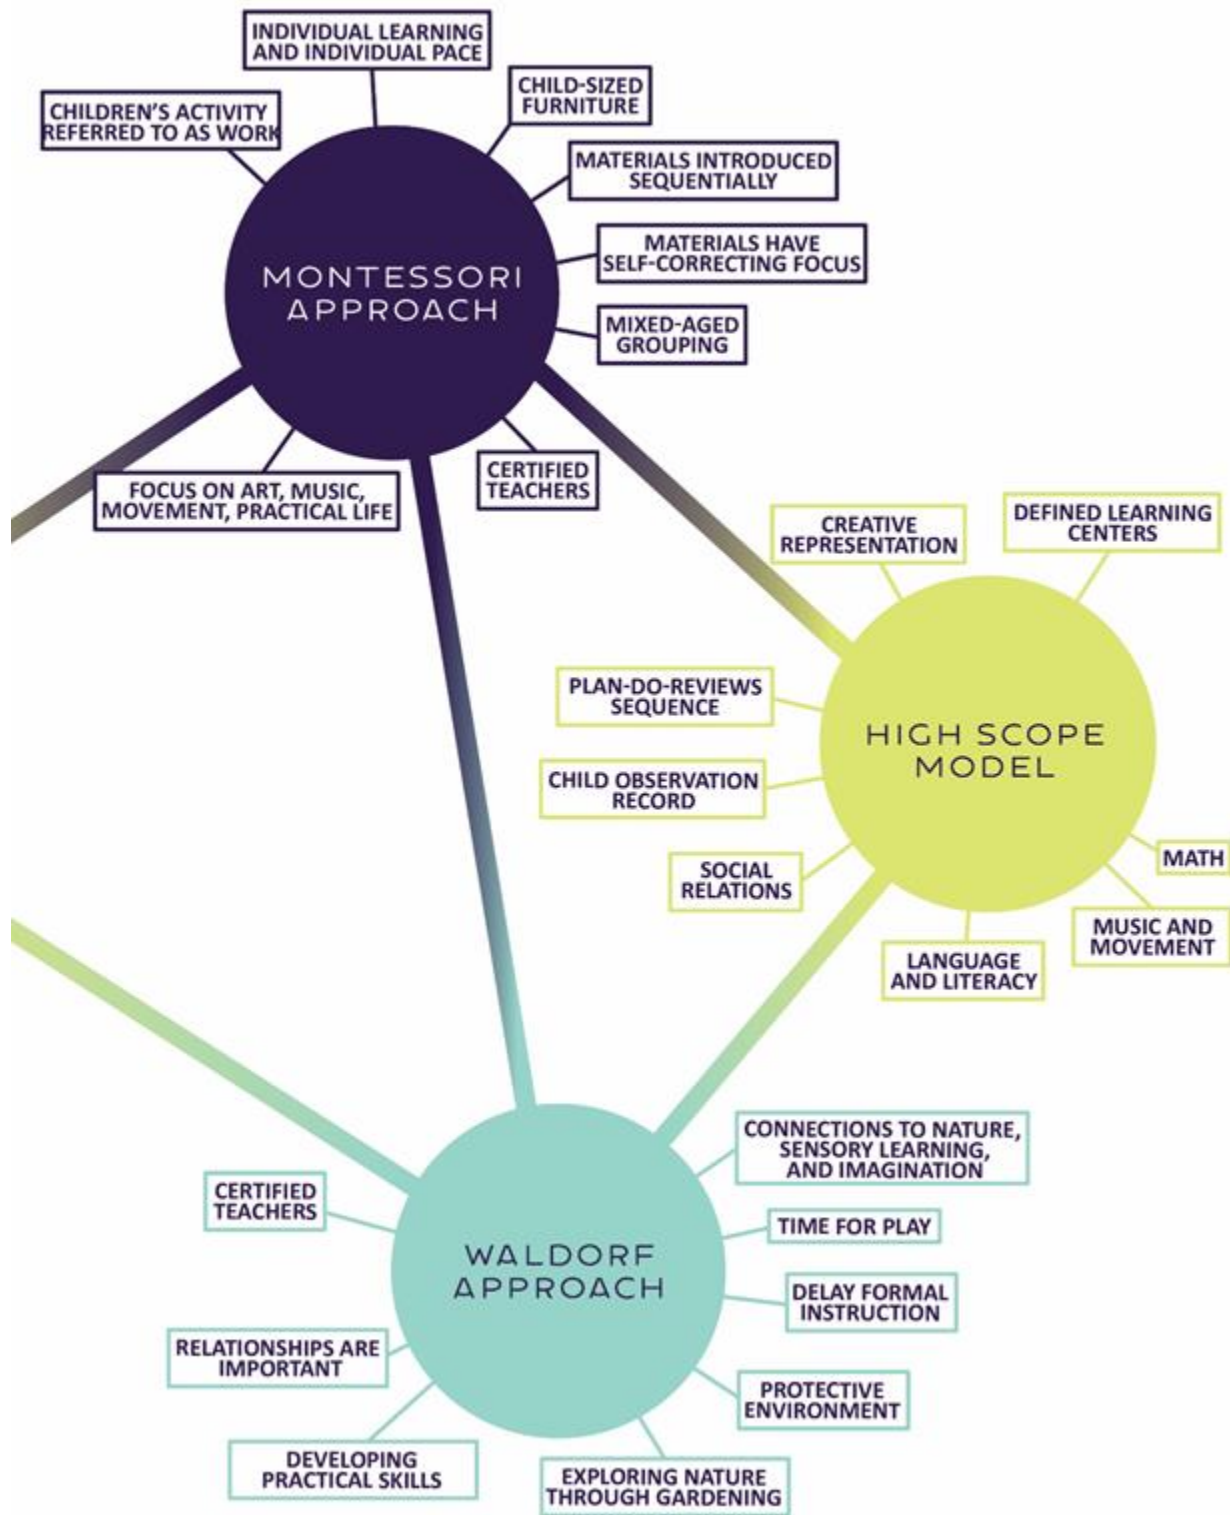 INDIVIDUAL LEARNING
AND INDIVIDUAL PACE
CHILD-SIZED
FURNITURE
CHILDREN'S ACTIVITY
REFERRED TO AS WORK
MATERIALS INTRODUCED
SEQUENTIALLY
MATERIALS HAVE
SELF-CORRECTING FOCUS
MONTESSORI
APPROACH
MIXED-AGED
GROUPING
CERTIFIED
TEACHERS
FOCUS ON ART, MUSIC,
MOVEMENT, PRACTICAL LIFE
CREATIVE
REPRESENTATION
DEFINED LEARNING
CENTERS
PLAN-DO-REVIEWS
SEQUENCE
HIGH SCOPE
MODEL
CHILD OBSERVATION
RECORD
SOCIAL
RELATIONS
MATH
MUSIC AND
MOVEMENT
LANGUAGE
AND LITERACY
CONNECTIONS TO NATURE,
SENSORY LEARNING,
AND IMAGINATION
CERTIFIED
TEACHERS
TIME FOR PLAY
WALDORF
APPROACH
DELAY FORMAL
INSTRUCTION
RELATIONSHIPS ARE
IMPORTANT
PROTECTIVE
ENVIRONMENT
DEVELOPING
PRACTICAL SKILLS
EXPLORING NATURE
THROUGH GARDENING